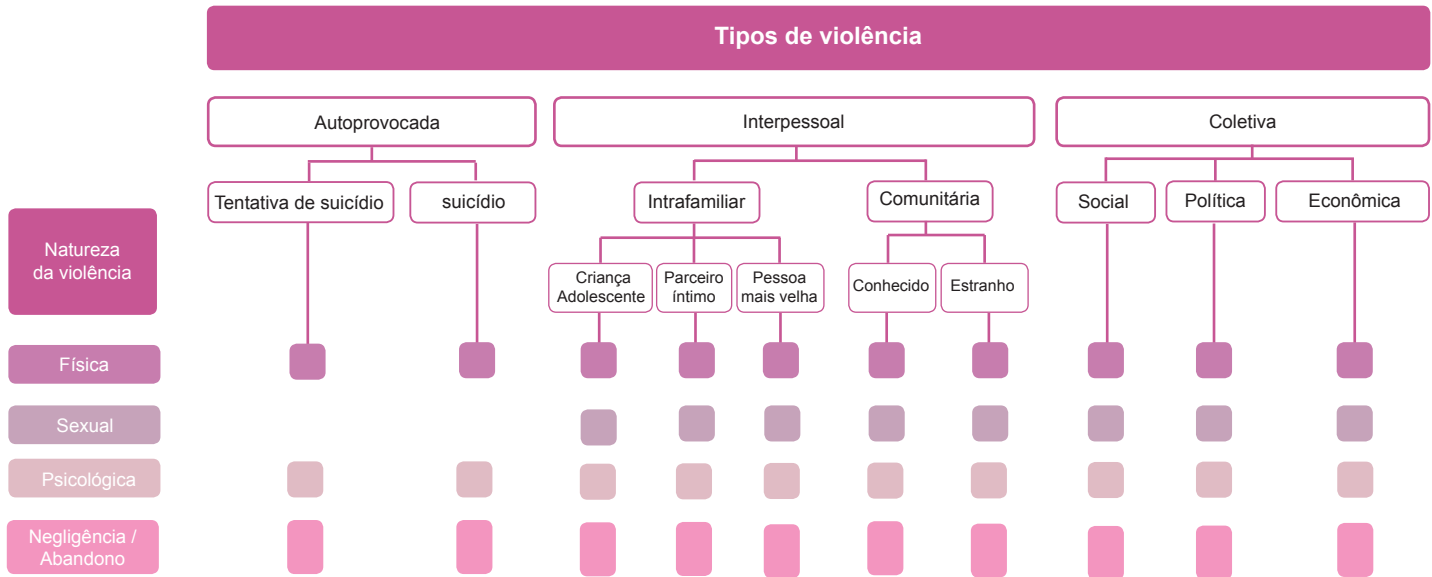 Tipos de violência
Autoprovocada
Interpessoal
Coletiva
Tentativa de suicídio
suicídio
Intrafamiliar
Comunitária
Social
Política
Econômica
Natureza
da violência
Criança
Adolescente
Parceiro
íntimo
Pessoa
mais velha
Conhecido
Estranho
Física
Sexual
Psicológica
Negligência /
Abandono